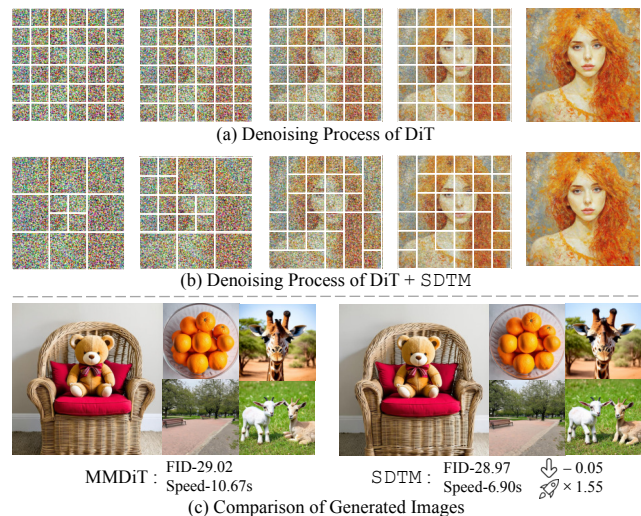 (a) Denoising Process of DiT
(b) Denoising Process of DiT + SDTM
MMDiT : FID-29.02
Speed-10.67s
SDTM : FID-28.97 – 0.05
Speed-6.90s × 1.55
(c) Comparison of Generated Images